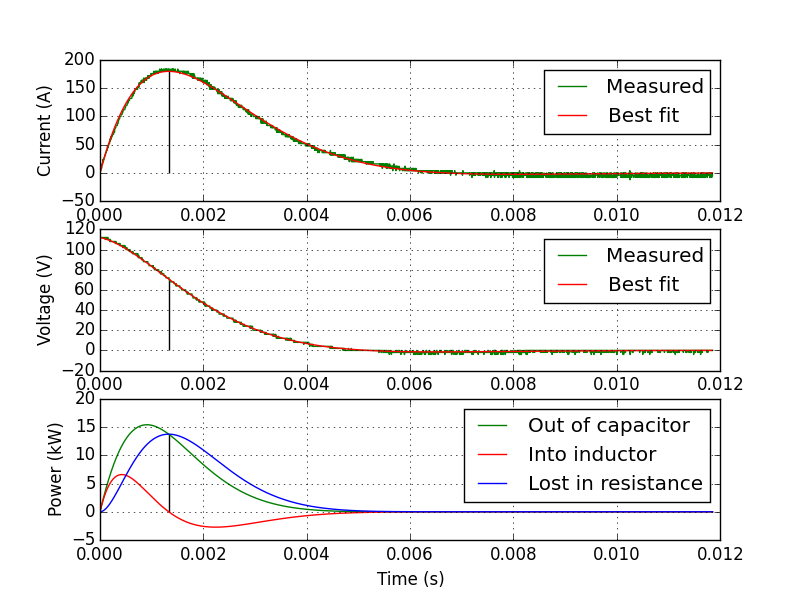 200
150
100
50
0
−50
Current (A)
Measured
Best fit
0.000 0.002 0.004 0.006 0.008 0.010 0.012
120
100
80
60
40
20
0
−20
Voltage (V)
Measured
Best fit
0.000 0.002 0.004 0.006 0.008 0.010 0.012
20
15
10
5
0
−5
Power (kW)
Out of capacitor
Into inductor
Lost in resistance
0.000 0.002 0.004 0.006 0.008 0.010 0.012
Time (s)